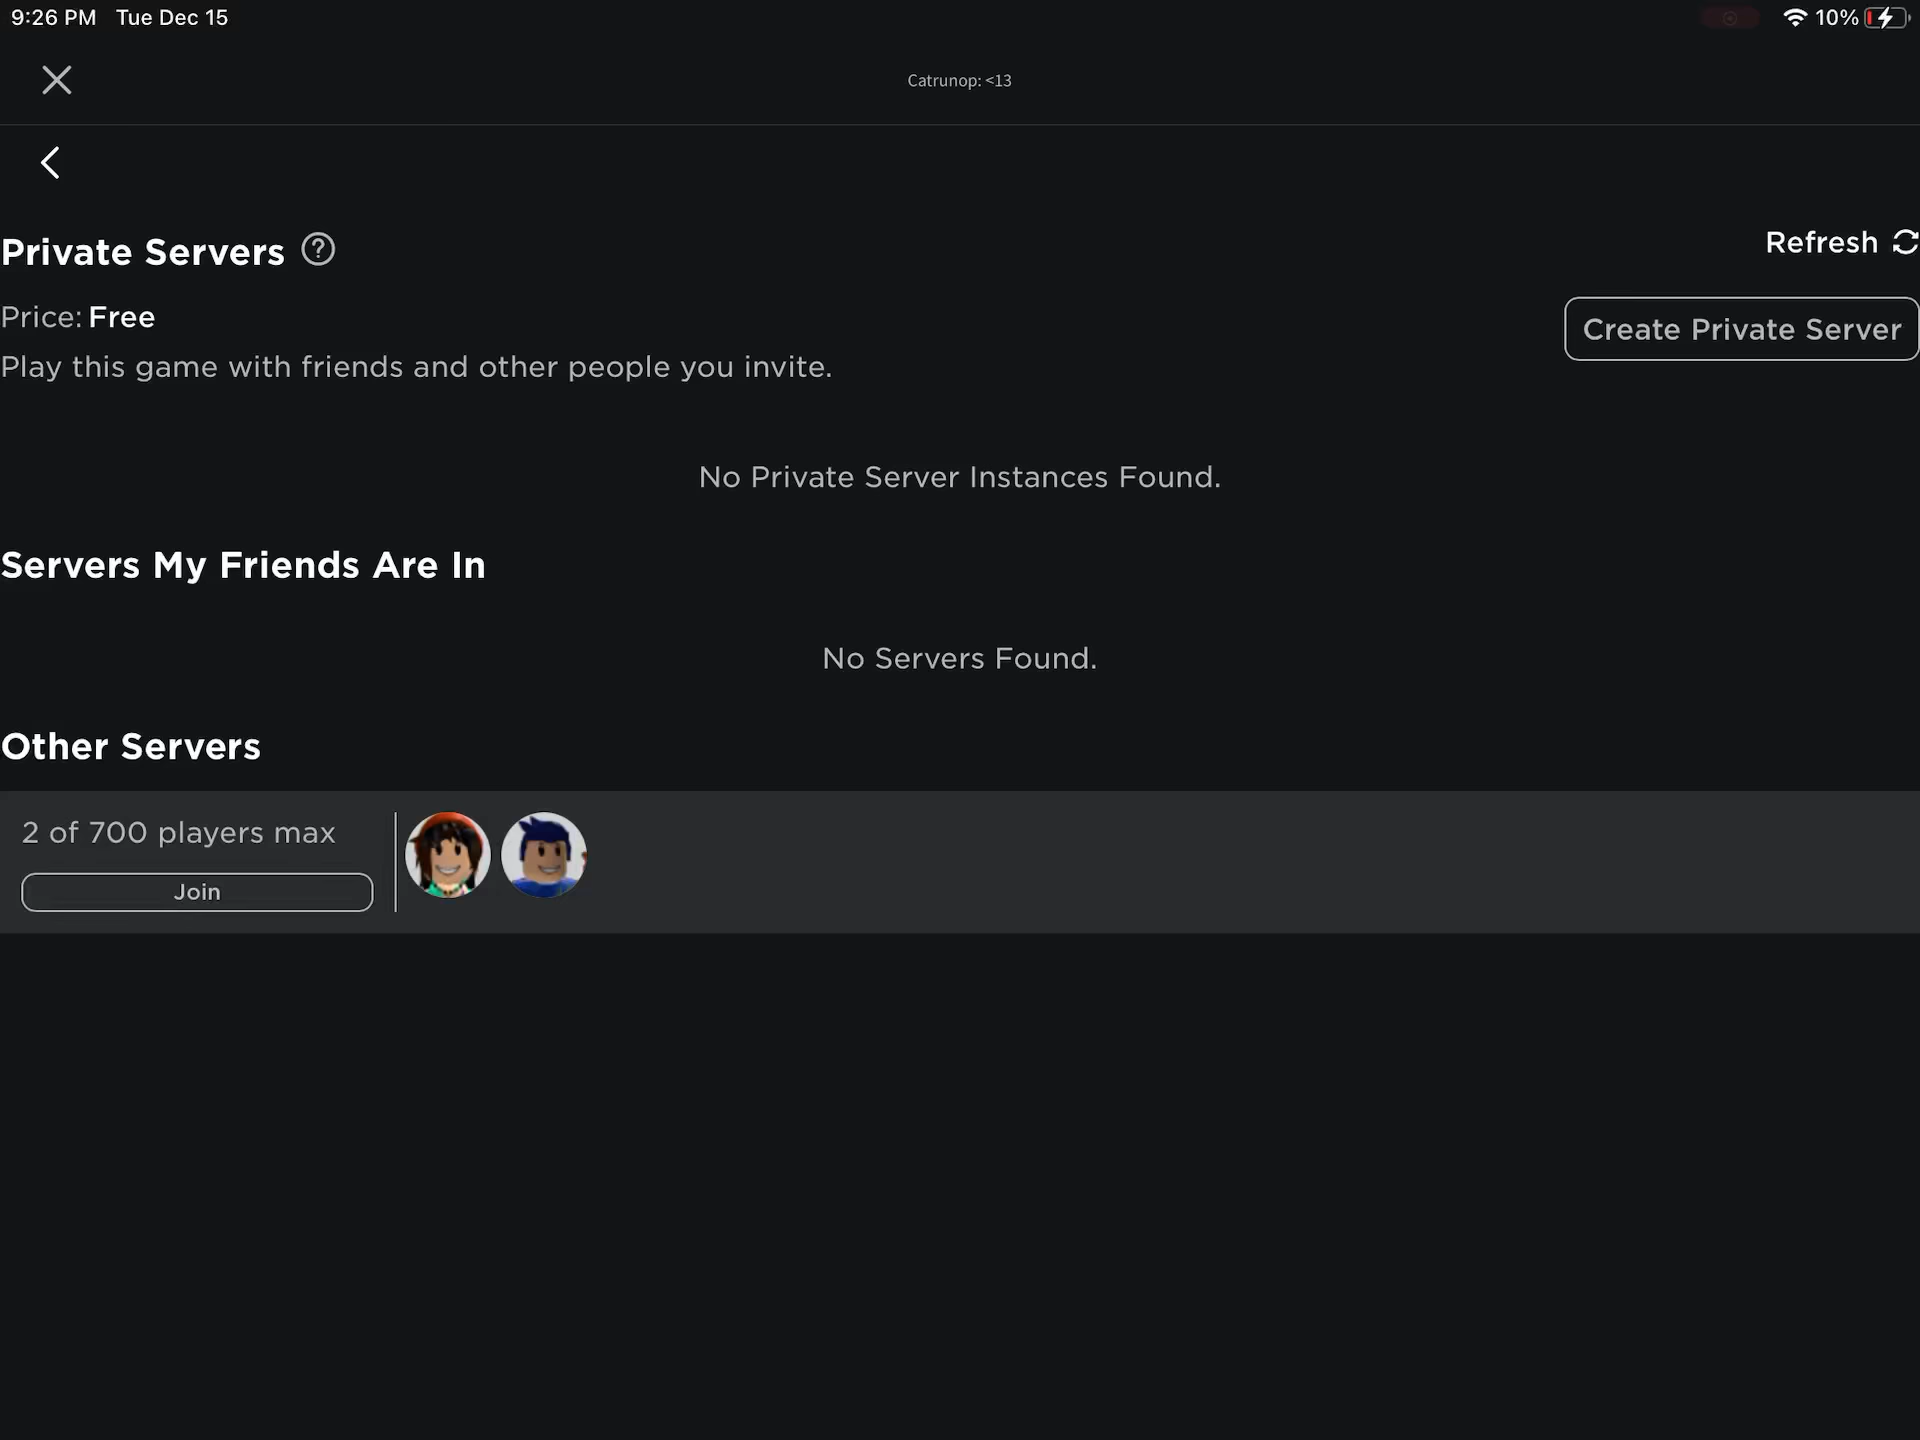 9:26 PM Tue Dec 15 10%
Catrunop: <13
Private Servers
Refresh
Price: Free
Create Private Server
Play this game with friends and other people you invite.
No Private Server Instances Found.
Servers My Friends Are In
No Servers Found.
Other Servers
2 of 700 players max
Join